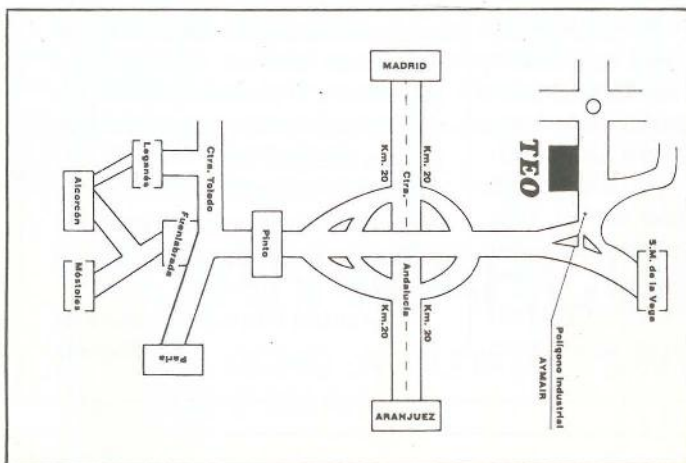 MADRID
Km. 20
Km. 20
Ctra.
Andalucía
Km. 20
Km. 20
ARANJUEZ
TEO
S.M. de la Vega
Polígono Industrial
AYMAIR
Pinto
Ctra. Toledo
Leganés
Alcorcón
Fuenlabrada
Móstoles
Parla